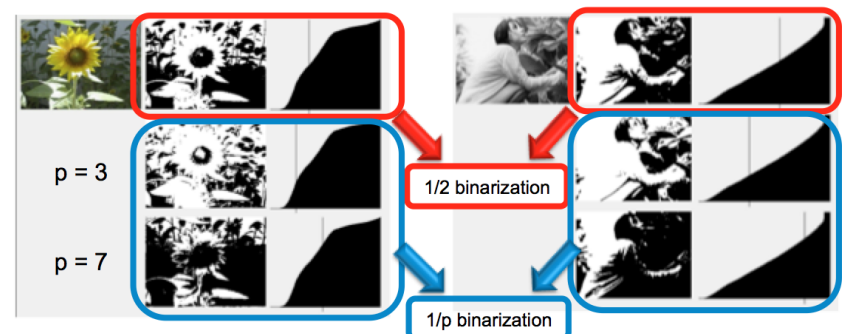 p = 3
1/2 binarization
p = 7
1/p binarization